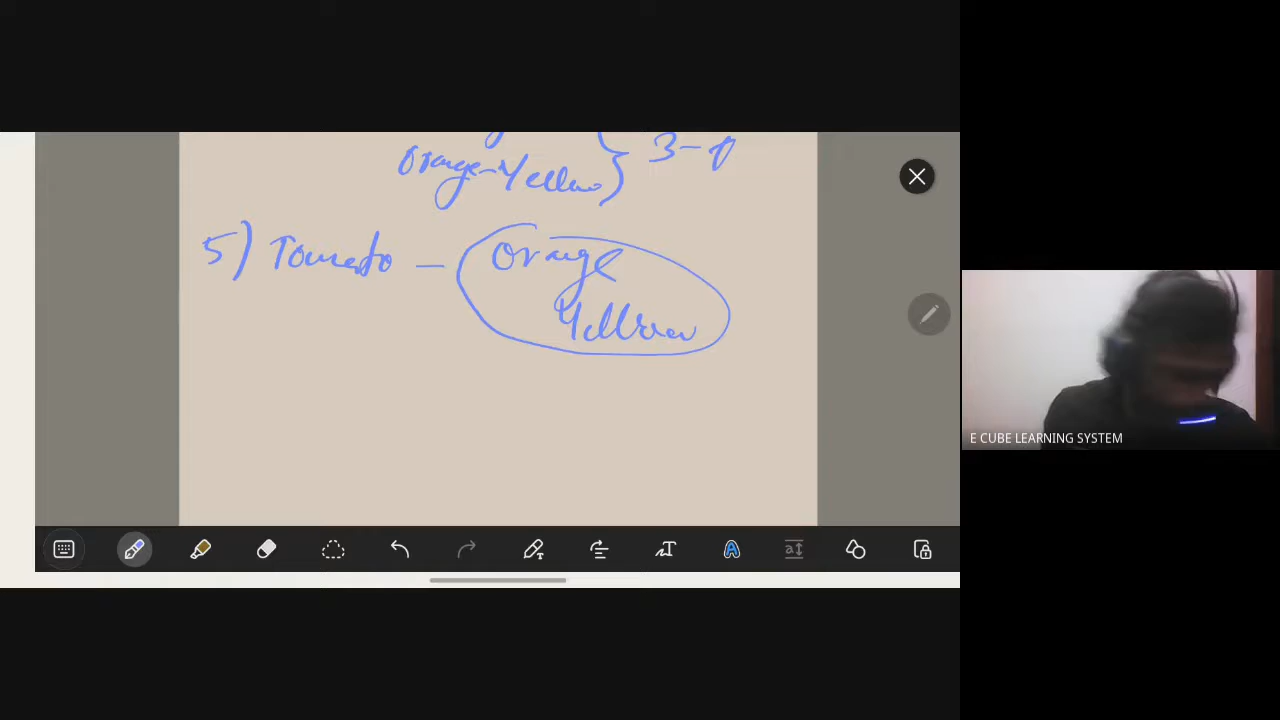 Orange-Yellow } 3-0
5) Tomato - Orange
Yellow
E CUBE LEARNING SYSTEM